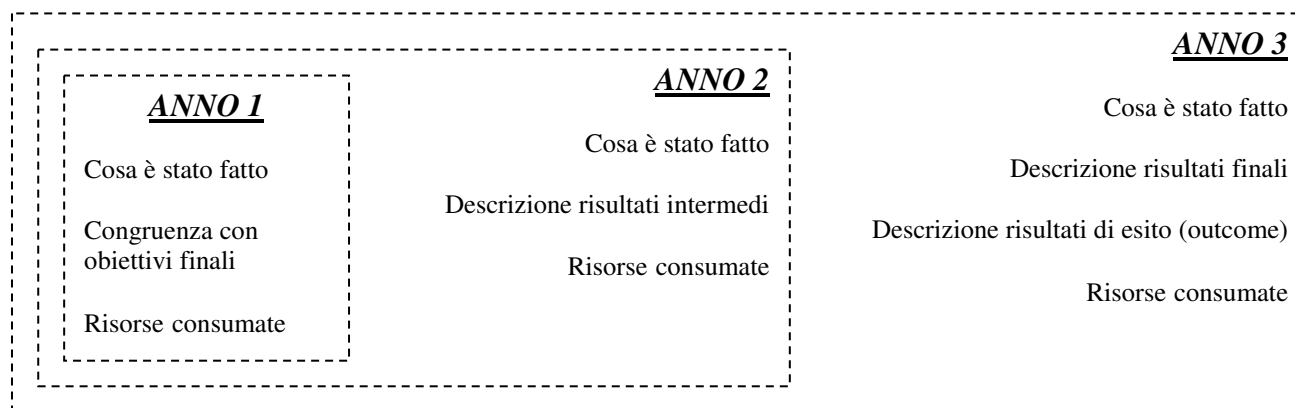 ANNO 1
Cosa è stato fatto
Congruenza con
obiettivi finali
Risorse consumate
ANNO 2
Cosa è stato fatto
Descrizione risultati intermedi
Risorse consumate
ANNO 3
Cosa è stato fatto
Descrizione risultati finali
Descrizione risultati di esito (outcome)
Risorse consumate